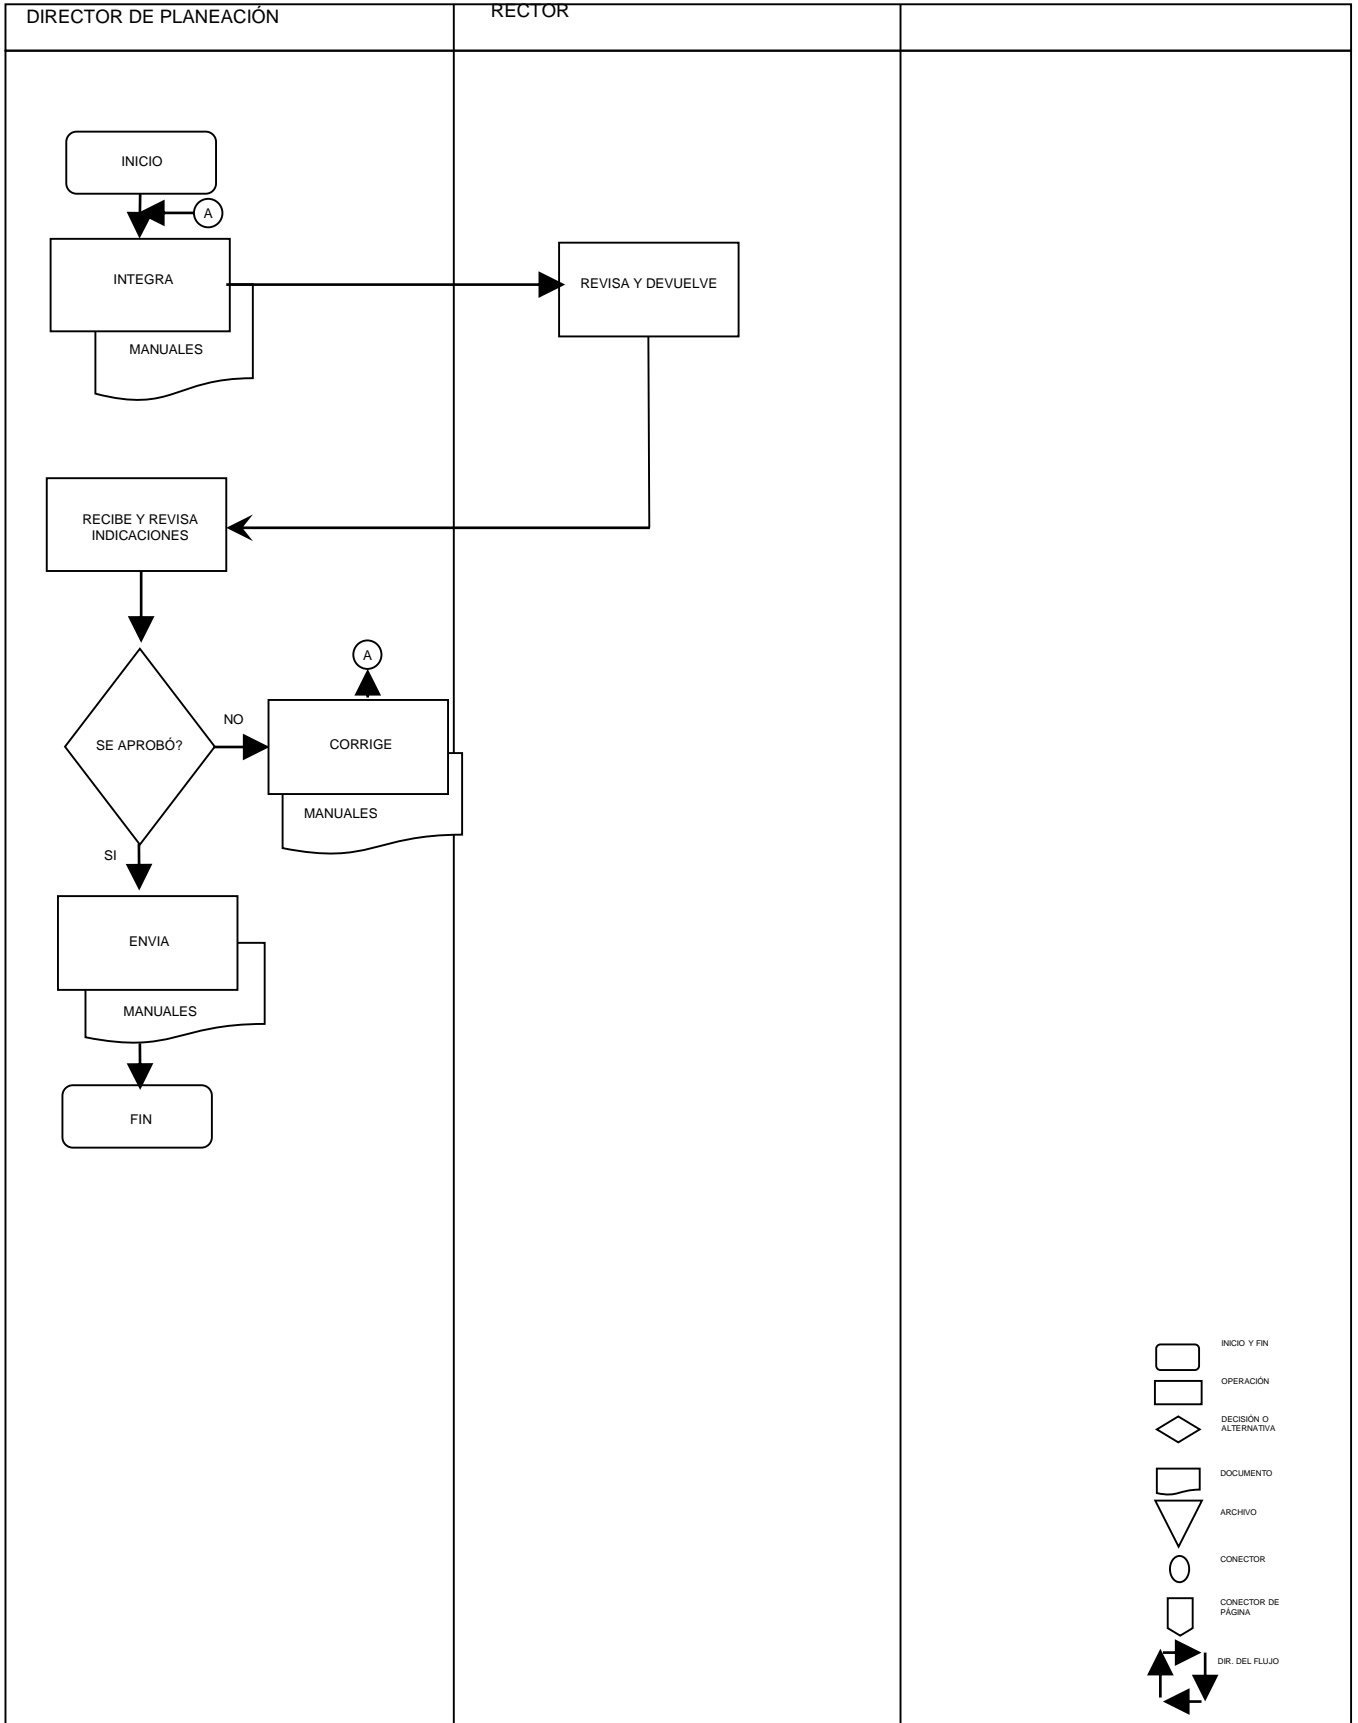 DIRECTOR DE PLANEACIÓN
RECTOR
INICIO
A
INTEGRA
REVISA Y DEVUELVE
MANUALES
RECIBE Y REVISA
INDICACIONES
A
NO
SE APROBÓ?
CORRIGE
MANUALES
SI
ENVIA
MANUALES
FIN
INICIO Y FIN
OPERACIÓN
DECISIÓN O
ALTERNATIVA
DOCUMENTO
ARCHIVO
CONECTOR
CONECTOR DE
PÁGINA
DIR. DEL FLUJO